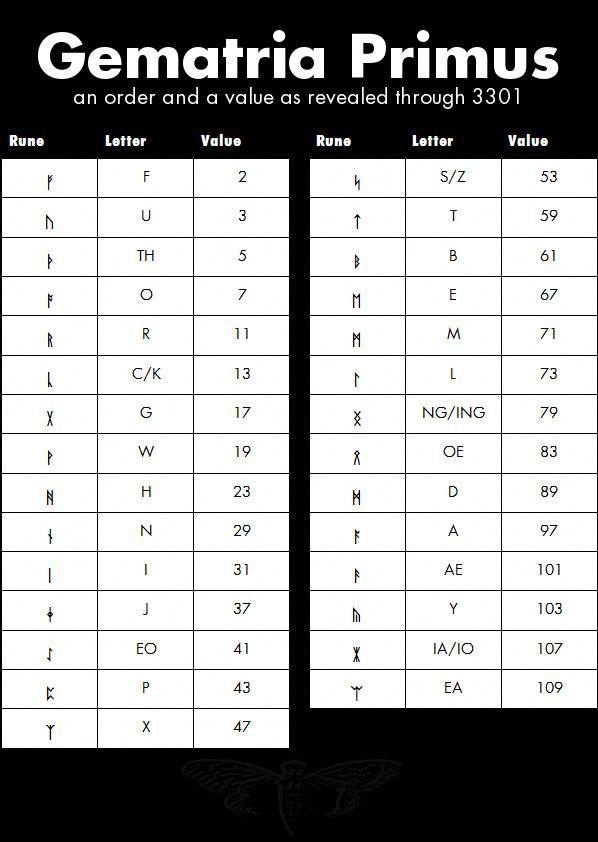 Gematria Primus
an order and a value as revealed through 3301
Rune Letter Value
ᚠ F 2
ᚢ U 3
ᚦ TH 5
ᚩ O 7
ᚱ R 11
ᚳ C/K 13
ᚷ G 17
ᚹ W 19
ᚻ H 23
ᚾ N 29
ᛁ I 31
ᛄ J 37
ᛇ EO 41
ᛈ P 43
ᛉ X 47
Rune Letter Value
ᛋ S/Z 53
ᛏ T 59
ᛒ B 61
ᛖ E 67
ᛗ M 71
ᛚ L 73
ᛝ NG/ING 79
ᛟ OE 83
ᛞ D 89
ᚪ A 97
ᚫ AE 101
ᚣ Y 103
ᛡ IA/IO 107
ᛠ EA 109